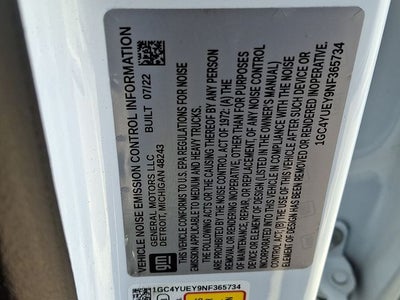 gm
VEHICLE NOISE EMISSION CONTROL INFORMATION
GENERAL MOTORS LLC BUILT 07/22
DETROIT, MICHIGAN 48243
THIS VEHICLE CONFORMS TO U.S. EPA REGULATIONS FOR NOISE
EMISSION APPLICABLE TO MEDIUM AND HEAVY TRUCKS.
THE FOLLOWING ACTS OR THE CAUSING THEREOF BY ANY PERSON
ARE PROHIBITED BY THE NOISE CONTROL ACT OF 1972: (A) THE
REMOVAL OR RENDERING INOPERATIVE, OTHER THAN FOR PURPOSES
OF MAINTENANCE, REPAIR, OR REPLACEMENT, OF ANY NOISE CONTROL
DEVICE OR ELEMENT OF DESIGN (LISTED IN THE OWNER'S MANUAL)
INCORPORATED INTO THIS VEHICLE IN COMPLIANCE WITH THE NOISE
CONTROL ACT; (B) THE USE OF THIS VEHICLE AFTER SUCH DEVICE OR
ELEMENT OF DESIGN HAS BEEN REMOVED OR RENDERED INOPERATIVE.
1GC4YUEY9NF365734
1GC4YUEY9NF365734